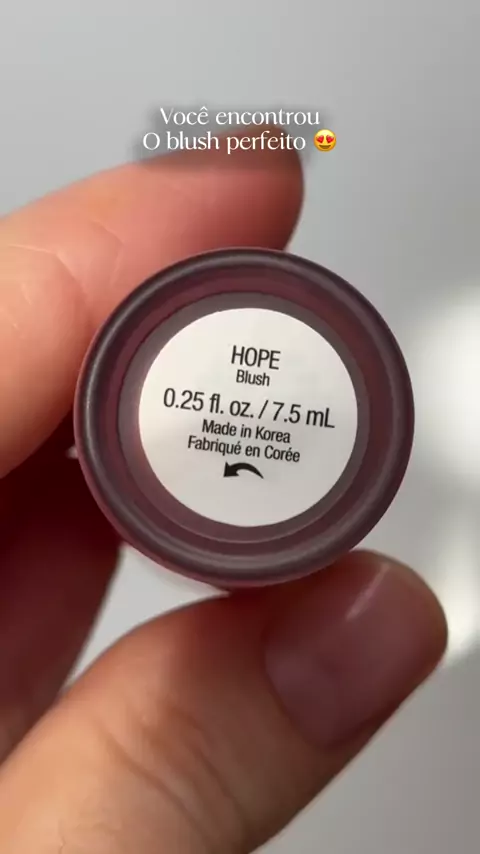 Você encontrou
O blush perfeito 😍
HOPE
Blush
0.25 fl. oz. / 7.5 mL
Made in Korea
Fabriqué en Corée